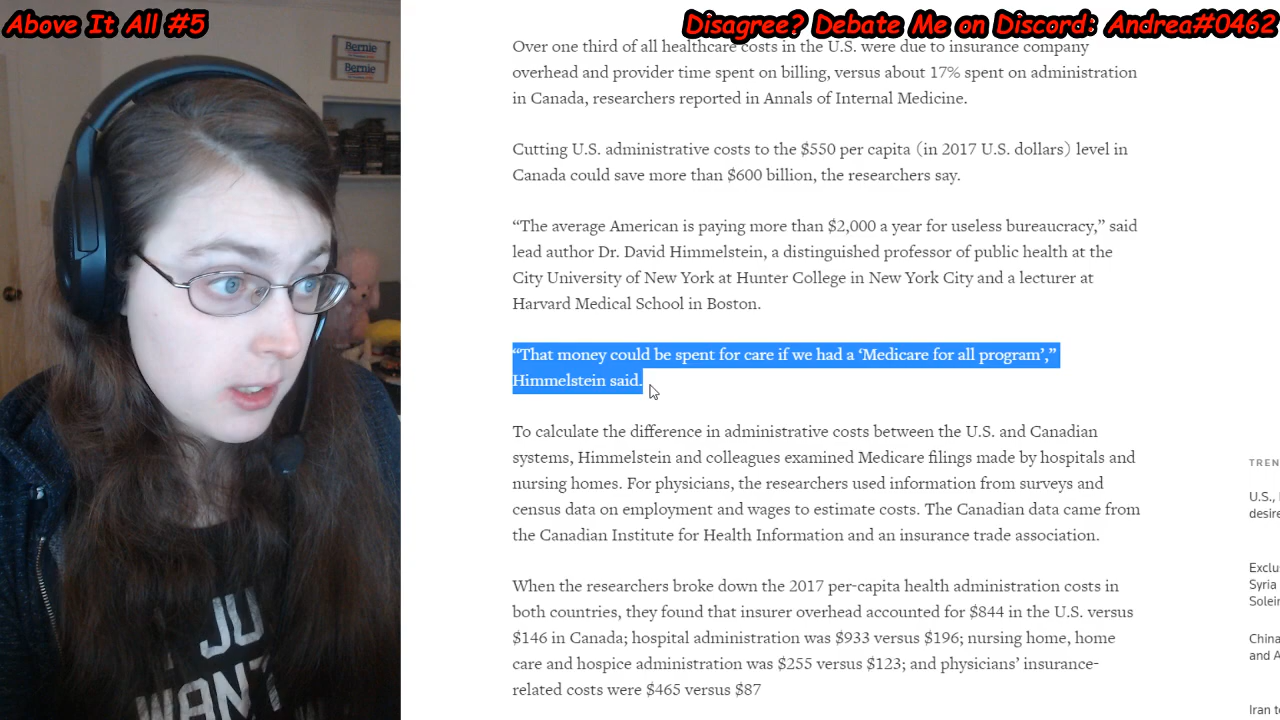 Above It All #5
Disagree? Debate Me on Discord: Andrea#0462
Bernie
Bernie
Over one third of all healthcare costs in the U.S. were due to insurance company
overhead and provider time spent on billing, versus about 17% spent on administration
in Canada, researchers reported in Annals of Internal Medicine.
Cutting U.S. administrative costs to the $550 per capita (in 2017 U.S. dollars) level in
Canada could save more than $600 billion, the researchers say.
“The average American is paying more than $2,000 a year for useless bureaucracy,” said
lead author Dr. David Himmelstein, a distinguished professor of public health at the
City University of New York at Hunter College in New York City and a lecturer at
Harvard Medical School in Boston.
“That money could be spent for care if we had a ‘Medicare for all program’,”
Himmelstein said.
To calculate the difference in administrative costs between the U.S. and Canadian
systems, Himmelstein and colleagues examined Medicare filings made by hospitals and
nursing homes. For physicians, the researchers used information from surveys and
census data on employment and wages to estimate costs. The Canadian data came from
the Canadian Institute for Health Information and an insurance trade association.
When the researchers broke down the 2017 per-capita health administration costs in
both countries, they found that insurer overhead accounted for $844 in the U.S. versus
$146 in Canada; hospital administration was $933 versus $196; nursing home, home
care and hospice administration was $255 versus $123; and physicians’ insurance-
related costs were $465 versus $87
TREN
U.S.,
desire
Exclu
Syria
Solein
China
and A
Iran t
JU
WANT